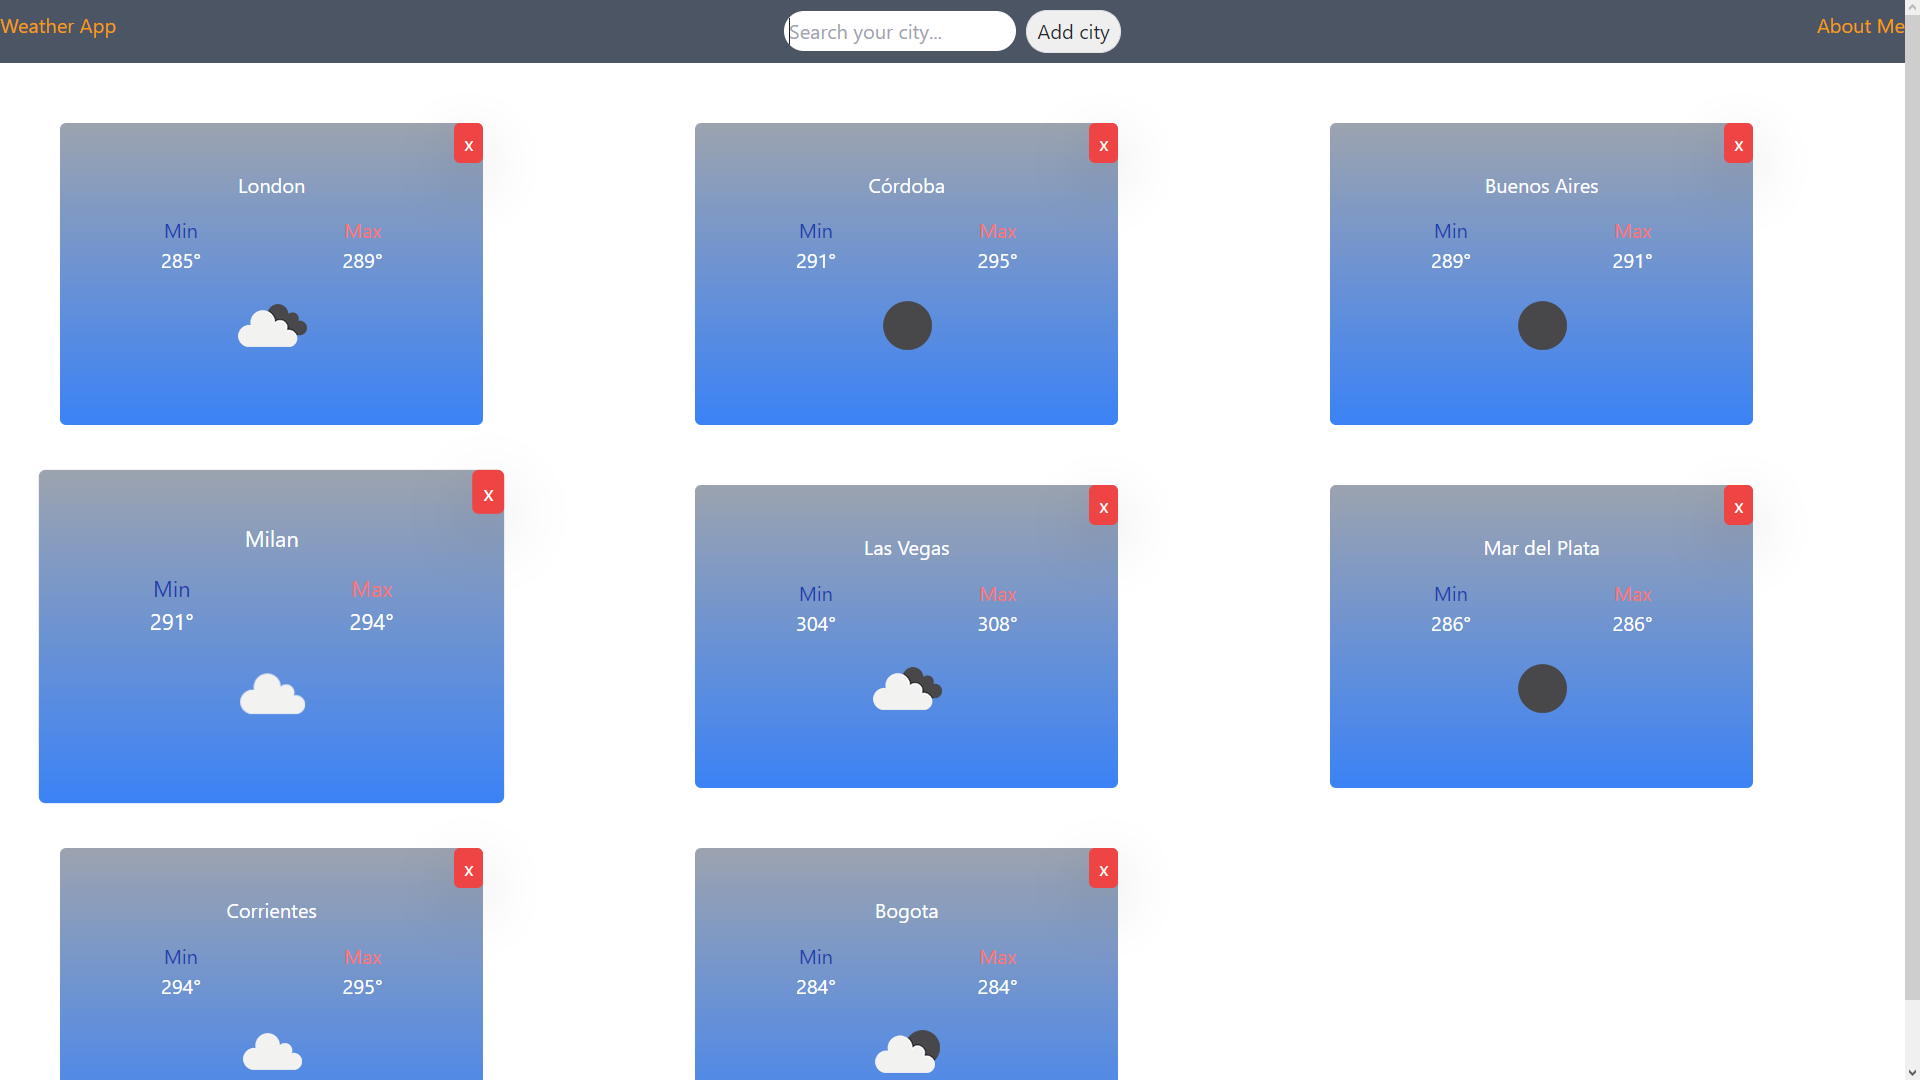 Weather App
Search your city...
Add city
About Me
x
London
Min Max
285° 289°
x
Córdoba
Min Max
291° 295°
x
Buenos Aires
Min Max
289° 291°
x
Milan
Min Max
291° 294°
x
Las Vegas
Min Max
304° 308°
x
Mar del Plata
Min Max
286° 286°
x
Corrientes
Min Max
294° 295°
x
Bogota
Min Max
284° 284°